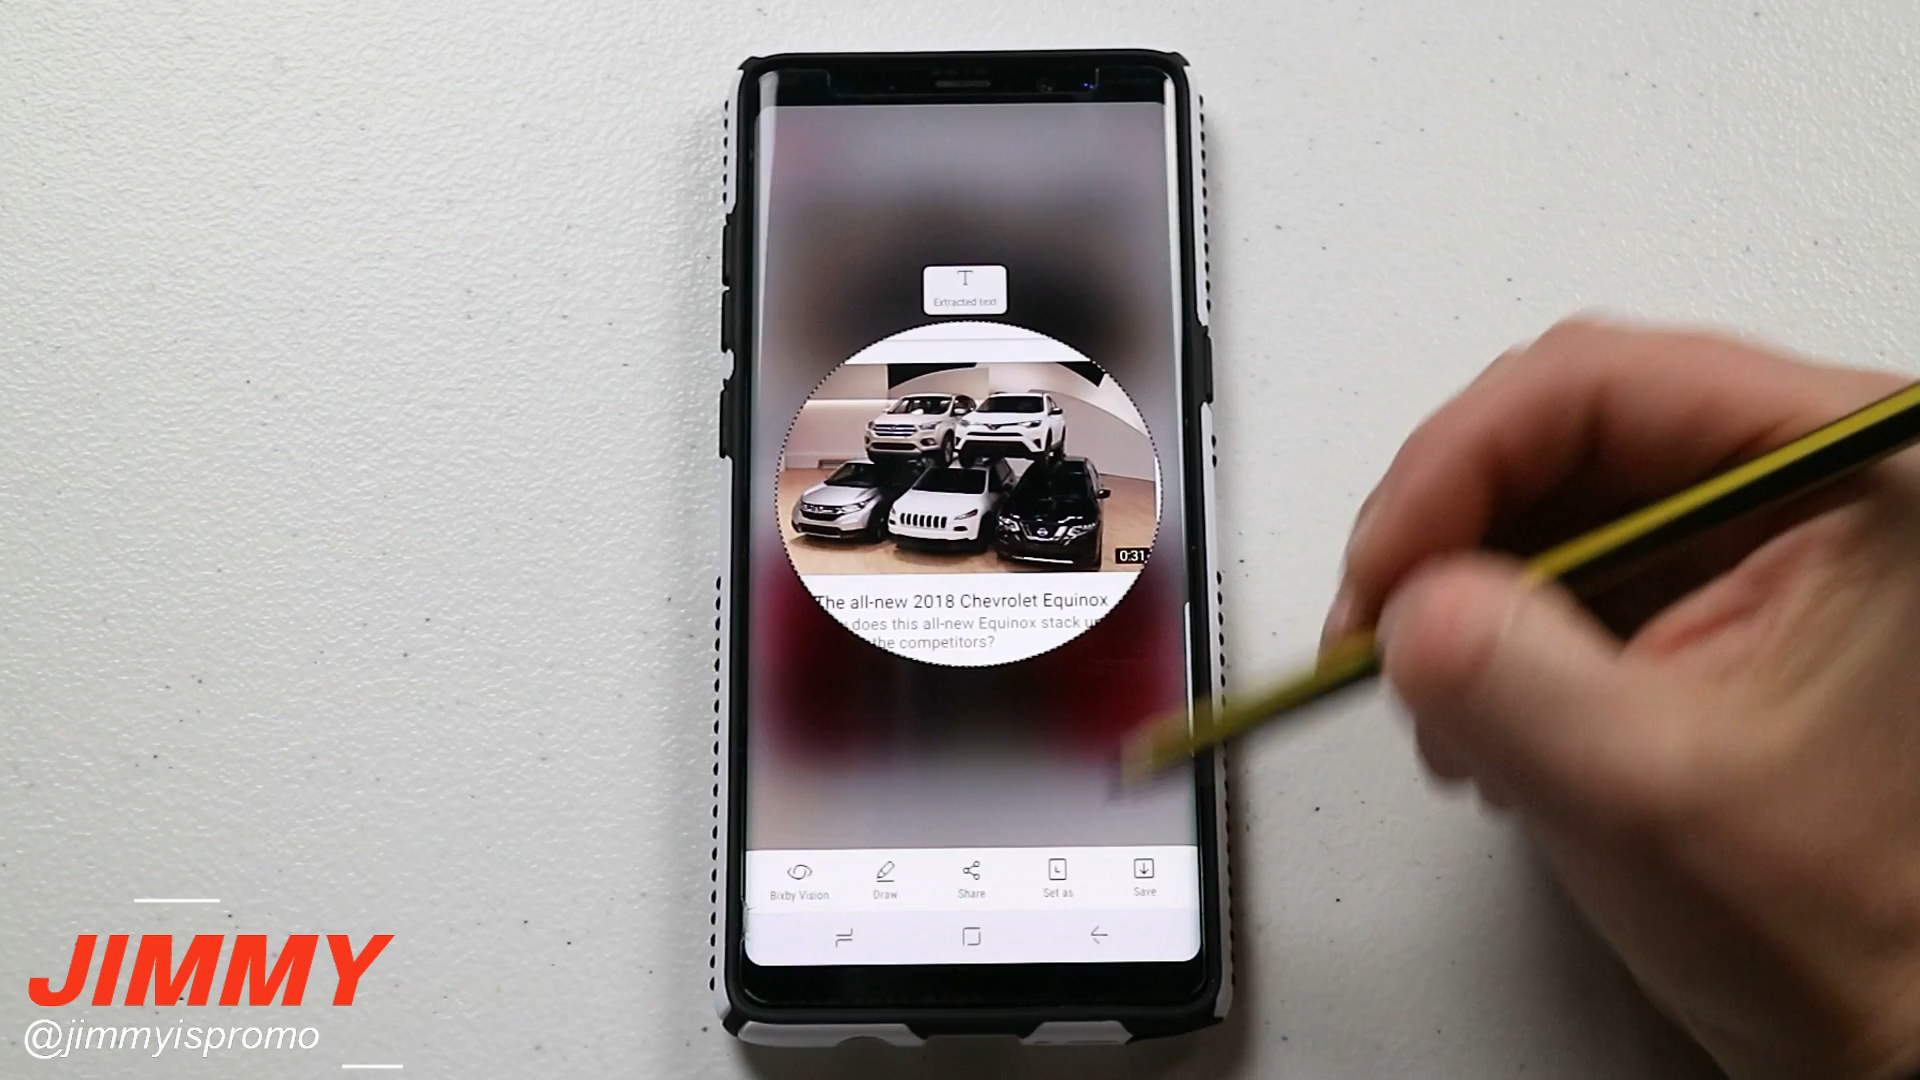 T
Extracted text
0:31
The all-new 2018 Chevrolet Equinox
does this all-new Equinox stack up
the competitors?
Bixby Vision
Draw
Share
Set as
Save
JIMMY
@jimmyispromo